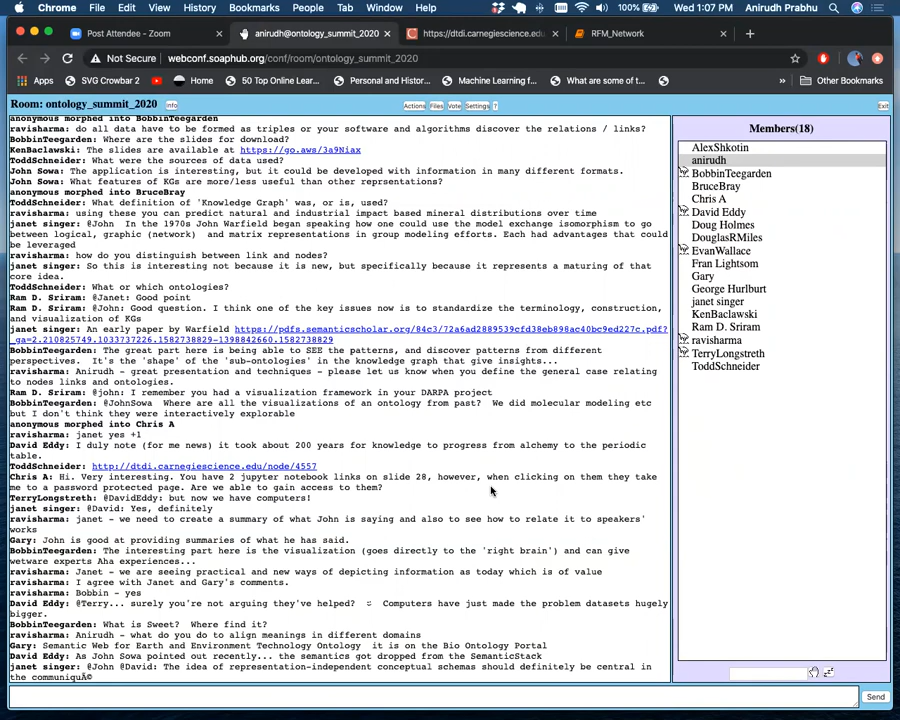 Chrome File Edit View History Bookmarks People Tab Window Help 100% Wed 1:07 PM Anirudh Prabhu
Post Attendee - Zoom anirudh@ontology_summit_2020 https://dtdi.carnegiescience.edu RFM_Network
Not Secure webconf.soaphub.org/conf/room/ontology_summit_2020
Apps SVG Crowbar 2 Home 50 Top Online Lear... Personal and Histor... Machine Learning f... What are some of t... Other Bookmarks
Room: ontology_summit_2020 info Actions Files Vote Settings ? Exit
anonymous morphed into BobbinTeegarden
ravisharma: do all data have to be formed as triples or your software and algorithms discover the relations / links?
BobbinTeegarden: Where are the slides for download?
KenBaclawski: The slides are available at https://go.aws/3a9Niax
ToddSchneider: What were the sources of data used?
John Sowa: The application is interesting, but it could be developed with information in many different formats.
John Sowa: What features of KGs are more/less useful than other reprsentations?
anonymous morphed into BruceBray
ToddSchneider: What definition of 'Knowledge Graph' was, or is, used?
ravisharma: using these you can predict natural and industrial impact based mineral distributions over time
janet singer: @John In the 1970s John Warfield began speaking how one could use the model exchange isomorphism to go
between logical, graphic (network) and matrix representations in group modeling efforts. Each had advantages that could
be leveraged
ravisharma: how do you distinguish between link and nodes?
janet singer: So this is interesting not because it is new, but specifically because it represents a maturing of that
core idea.
ToddSchneider: What or which ontologies?
Ram D. Sriram: @Janet: Good point
Ram D. Sriram: @John: Good question. I think one of the key issues now is to standardize the terminology, construction,
and visualization of KGs
janet singer: An early paper by Warfield https://pdfs.semanticscholar.org/84c3/72a6ad2889539cfd38eb898ac40bc9ed227c.pdf?
_ga=2.210825749.1033737226.1582738829-1398842660.1582738829
BobbinTeegarden: The great part here is being able to SEE the patterns, and discover patterns from different
perspectives. It's the 'shape' of the 'sub-ontologies' in the knowledge graph that give insights...
ravisharma: Anirudh - great presentation and techniques - please let us know when you define the general case relating
to nodes links and ontologies.
Ram D. Sriram: @john: I remember you had a visualization framework in your DARPA project
BobbinTeegarden: @JohnSowa Where are all the visualizations of an ontology from past? We did molecular modeling etc
but I don't think they were interactively explorable
anonymous morphed into Chris A
ravisharma: janet yes +1
David Eddy: I duly note (for me news) it took about 200 years for knowledge to progress from alchemy to the periodic
table.
ToddSchneider: http://dtdi.carnegiescience.edu/node/4557
Chris A: Hi. Very interesting. You have 2 jupyter notebook links on slide 28, however, when clicking on them they take
me to a password protected page. Are we able to gain access to them?
TerryLongstreth: @DavidEddy: but now we have computers!
janet singer: @David: Yes, definitely
ravisharma: janet - we need to create a summary of what John is saying and also to see how to relate it to speakers'
works
Gary: John is good at providing summaries of what he has said.
BobbinTeegarden: The interesting part here is the visualization (goes directly to the 'right brain') and can give
wetware experts Aha experiences...
ravisharma: janet - we are seeing practical and new ways of depicting information as today which is of value
ravisharma: I agree with Janet and Gary's comments.
ravisharma: Bobbin - yes
David Eddy: @Terry... surely you're not arguing they've helped? Computers have just made the problem datasets hugely
bigger.
BobbinTeegarden: What is Sweet? Where find it?
ravisharma: Anirudh - what do you do to align meanings in different domains
Gary: Semantic Web for Earth and Environment Technology Ontology it is on the Bio Ontology Portal
David Eddy: As John Sowa pointed out recently... the semantics got dropped from the SemanticStack
janet singer: @John @David: The idea of representation-independent conceptual schemas should definitely be central in
the communiquÃ©
Members(18)
AlexShkotin
anirudh
BobbinTeegarden
BruceBray
Chris A
David Eddy
Doug Holmes
DouglasRMiles
EvanWallace
Fran Lightsom
Gary
George Hurlburt
janet singer
KenBaclawski
Ram D. Sriram
ravisharma
TerryLongstreth
ToddSchneider
Send